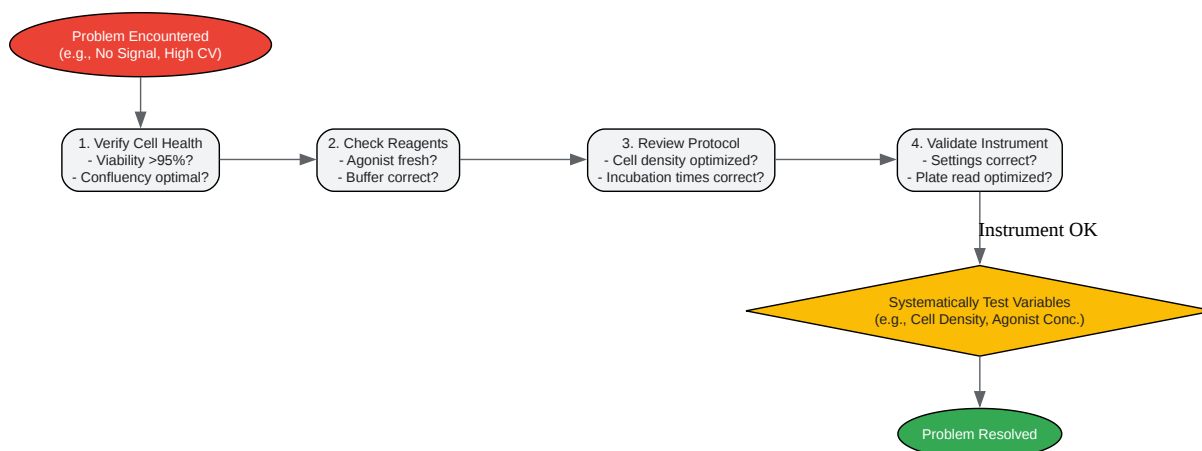 Problem Encountered
(e.g., No Signal, High CV)
1. Verify Cell Health
- Viability >95%?
- Confluency optimal?
2. Check Reagents
- Agonist fresh?
- Buffer correct?
3. Review Protocol
- Cell density optimized?
- Incubation times correct?
4. Validate Instrument
- Settings correct?
- Plate read optimized?
Instrument OK
Systematically Test Variables
(e.g., Cell Density, Agonist Conc.)
Problem Resolved